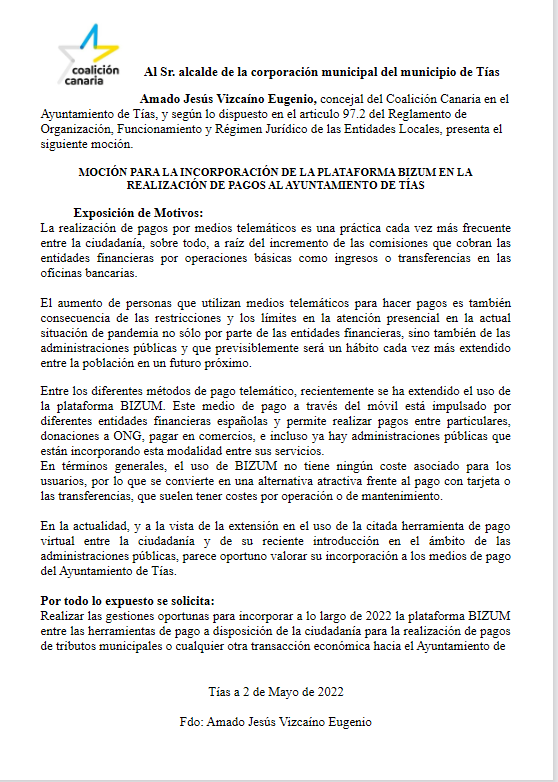 coalición
canaria
Al Sr. alcalde de la corporación municipal del municipio de Tías
Amado Jesús Vizcaíno Eugenio, concejal del Coalición Canaria en el
Ayuntamiento de Tías, y según lo dispuesto en el articulo 97.2 del Reglamento de
Organización, Funcionamiento y Régimen Jurídico de las Entidades Locales, presenta el
siguiente moción.
MOCIÓN PARA LA INCORPORACIÓN DE LA PLATAFORMA BIZUM EN LA
REALIZACIÓN DE PAGOS AL AYUNTAMIENTO DE TÍAS
Exposición de Motivos:
La realización de pagos por medios telemáticos es una práctica cada vez más frecuente
entre la ciudadanía, sobre todo, a raíz del incremento de las comisiones que cobran las
entidades financieras por operaciones básicas como ingresos o transferencias en las
oficinas bancarias.
El aumento de personas que utilizan medios telemáticos para hacer pagos es también
consecuencia de las restricciones y los límites en la atención presencial en la actual
situación de pandemia no sólo por parte de las entidades financieras, sino también de las
administraciones públicas y que previsiblemente será un hábito cada vez más extendido
entre la población en un futuro próximo.
Entre los diferentes métodos de pago telemático, recientemente se ha extendido el uso de
la plataforma BIZUM. Este medio de pago a través del móvil está impulsado por
diferentes entidades financieras españolas y permite realizar pagos entre particulares,
donaciones a ONG, pagar en comercios, e incluso ya hay administraciones públicas que
están incorporando esta modalidad entre sus servicios.
En términos generales, el uso de BIZUM no tiene ningún coste asociado para los
usuarios, por lo que se convierte en una alternativa atractiva frente al pago con tarjeta o
las transferencias, que suelen tener costes por operación o de mantenimiento.
En la actualidad, y a la vista de la extensión en el uso de la citada herramienta de pago
virtual entre la ciudadanía y de su reciente introducción en el ámbito de las
administraciones públicas, parece oportuno valorar su incorporación a los medios de pago
del Ayuntamiento de Tías.
Por todo lo expuesto se solicita:
Realizar las gestiones oportunas para incorporar a lo largo de 2022 la plataforma BIZUM
entre las herramientas de pago a disposición de la ciudadanía para la realización de pagos
de tributos municipales o cualquier otra transacción económica hacia el Ayuntamiento de
Tías a 2 de Mayo de 2022
Fdo: Amado Jesús Vizcaíno Eugenio